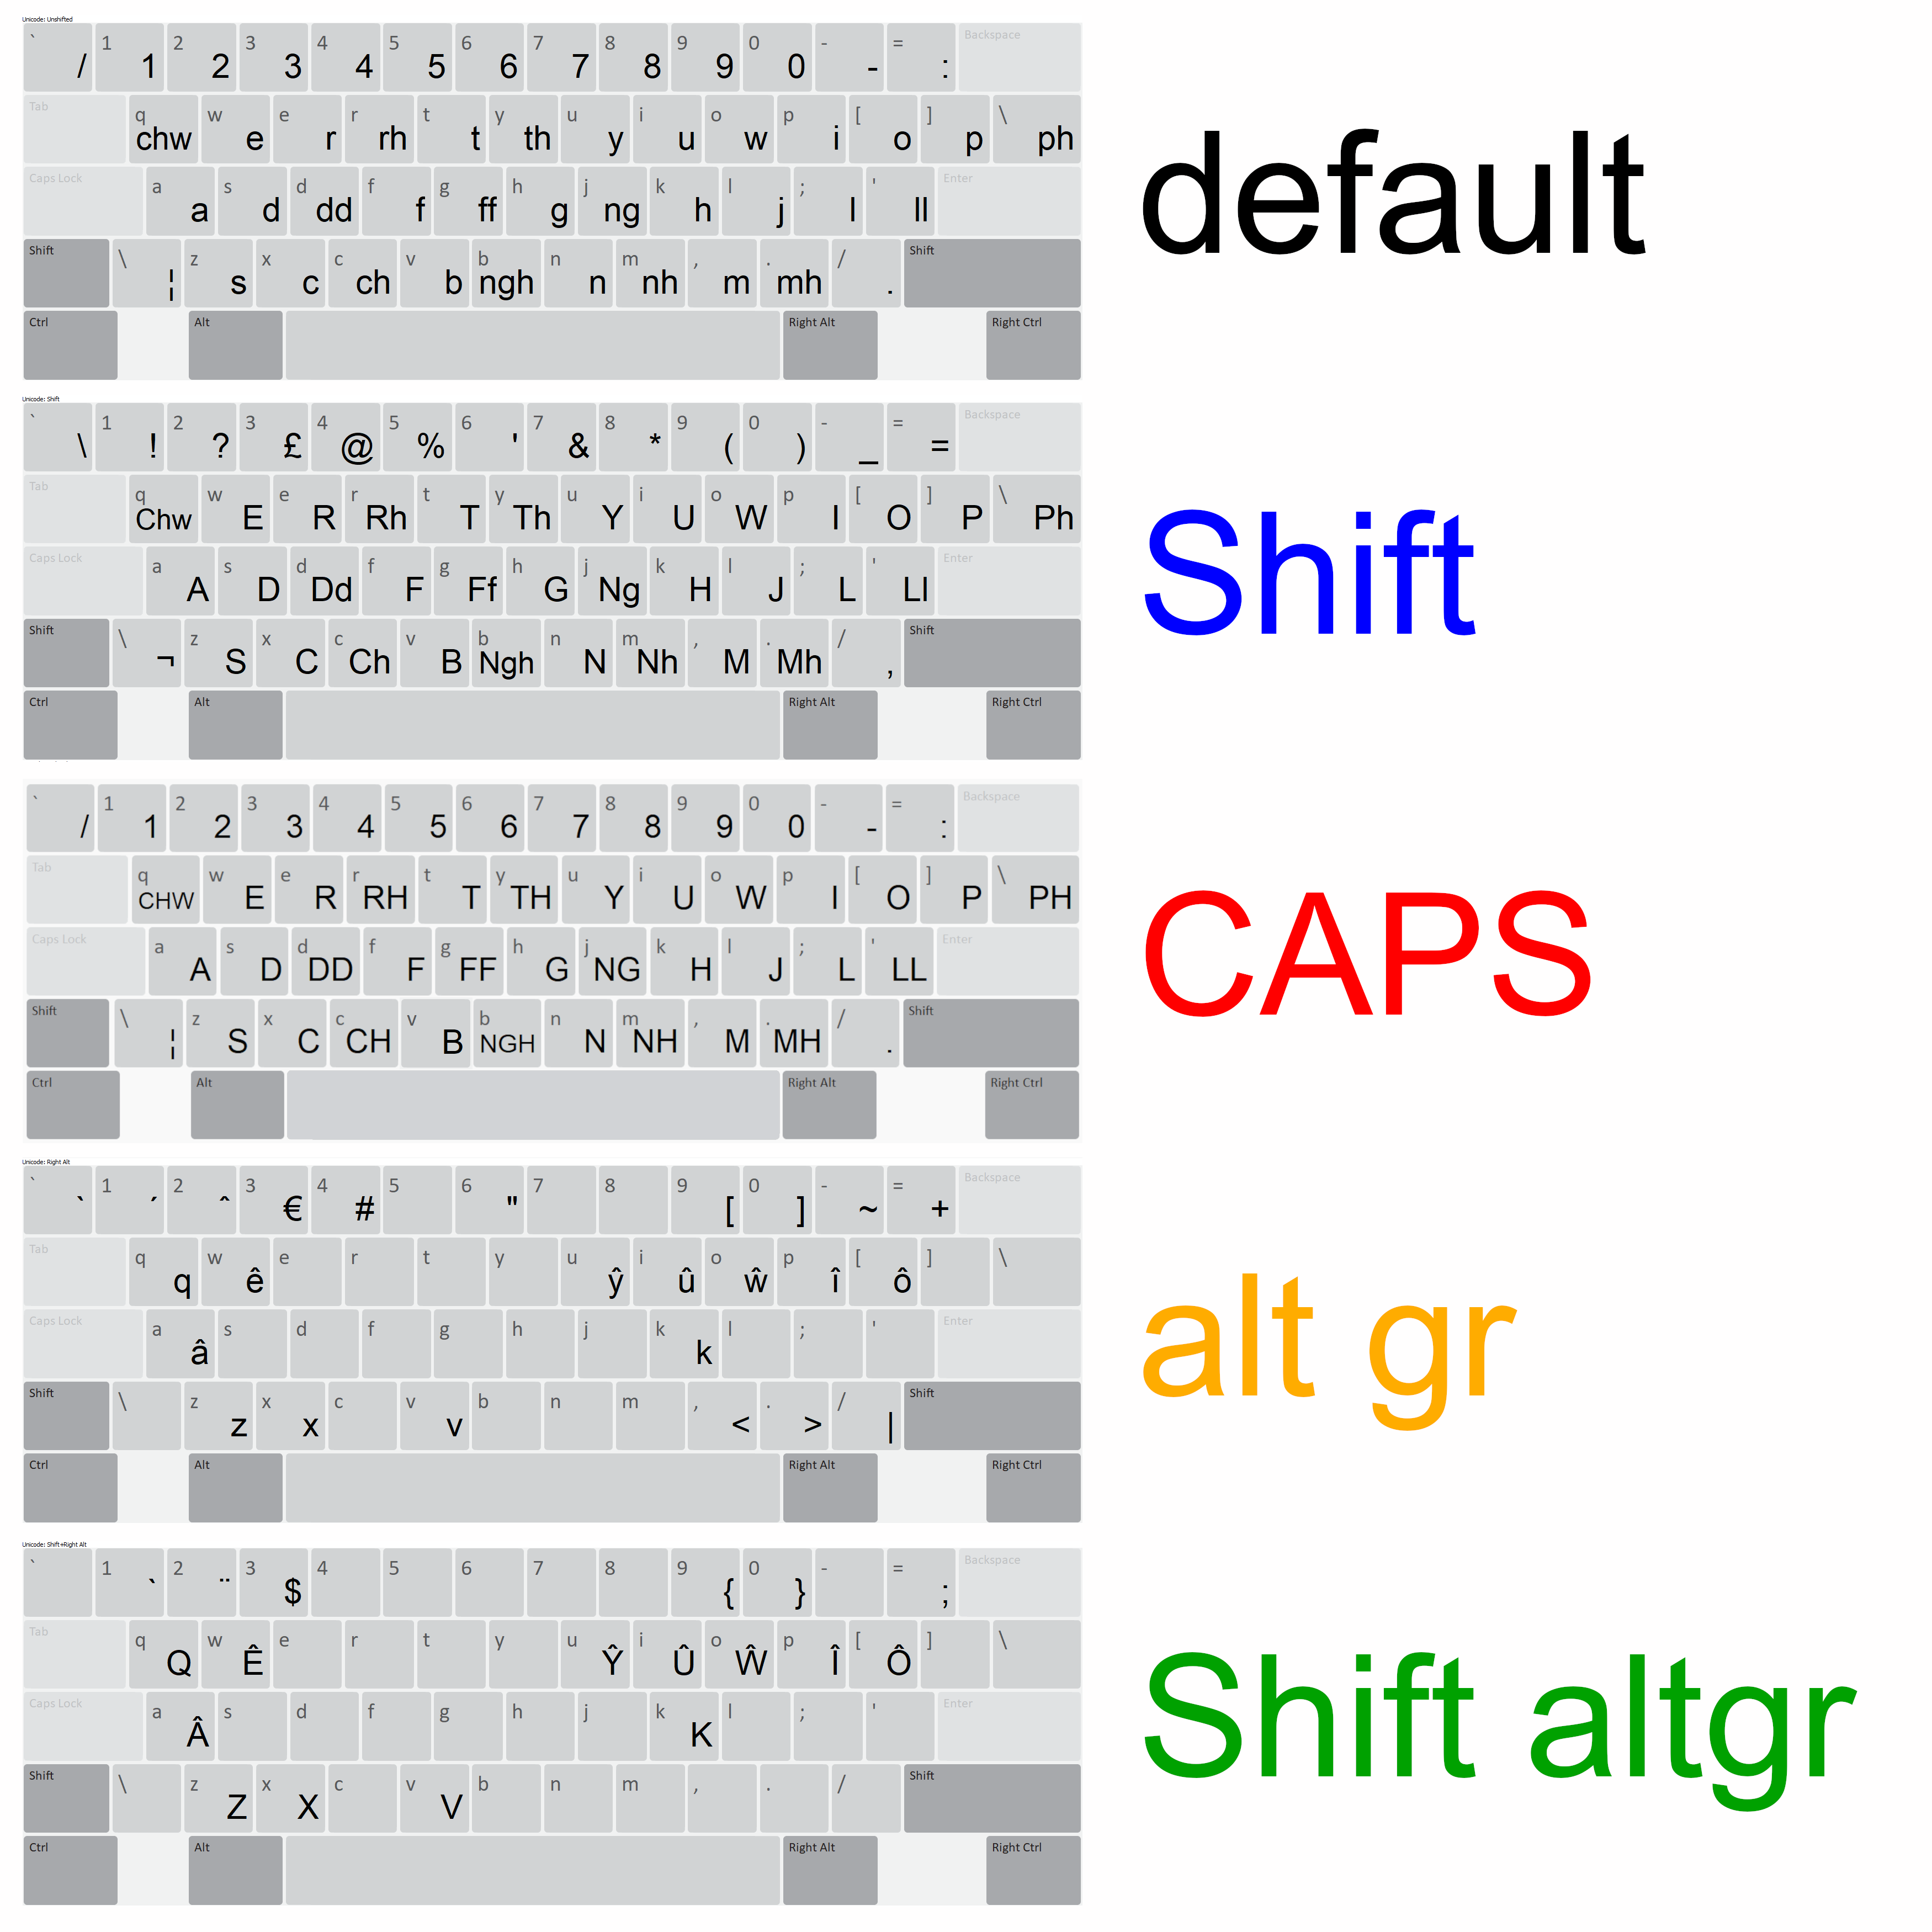 Unicode: Unshifted
` / 1 1 2 2 3 3 4 4 5 5 6 6 7 7 8 8 9 9 0 0 - - = : Backspace
Tab q chw w e e r r rh t t y th u y i u o w p i [ o ] p \ ph
default
Caps Lock a a s d d dd f f g ff h g j ng k h l j ; l ' ll Enter
Shift \ ¦ z s x c c ch v b b ngh n n m nh , m . mh / . Shift
Ctrl Alt Right Alt Right Ctrl
Unicode: Shift
` \ 1 ! 2 ? 3 £ 4 @ 5 % 6 ' 7 & 8 * 9 ( 0 ) - _ = = Backspace
Tab q Chw w E e R r Rh t T y Th u Y i U o W p I [ O ] P \ Ph
Shift
Caps Lock a A s D d Dd f F g Ff h G j Ng k H l J ; L ' Ll Enter
Shift \ ¬ z S x C c Ch v B b Ngh n N m Nh , M . Mh / , Shift
Ctrl Alt Right Alt Right Ctrl
` / 1 1 2 2 3 3 4 4 5 5 6 6 7 7 8 8 9 9 0 0 - - = : Backspace
Tab q CHW w E e R r RH t T y TH u Y i U o W p I [ O ] P \ PH
CAPS
Caps Lock a A s D d DD f F g FF h G j NG k H l J ; L ' LL Enter
Shift \ ¦ z S x C c CH v B b NGH n N m NH , M . MH / . Shift
Ctrl Alt Right Alt Right Ctrl
Unicode: Right Alt
` ` 1 ´ 2 ^ 3 € 4 # 5 6 " 7 8 9 [ 0 ] - ~ = + Backspace
Tab q q w ê e r t y u ŷ i û o ŵ p î [ ô ] \
alt gr
Caps Lock a â s d f g h j k k l ; ' Enter
Shift \ z z x x c v v b n m , < . > / | Shift
Ctrl Alt Right Alt Right Ctrl
Unicode: Shift+Right Alt
` 1 ` 2 ¨ 3 $ 4 5 6 7 8 9 { 0 } - = ; Backspace
Tab q Q w Ê e r t y u Ŷ i Û o Ŵ p Î [ Ô ] \
Shift altgr
Caps Lock a Â s d f g h j k K l ; ' Enter
Shift \ z Z x X c v V b n m , . / Shift
Ctrl Alt Right Alt Right Ctrl